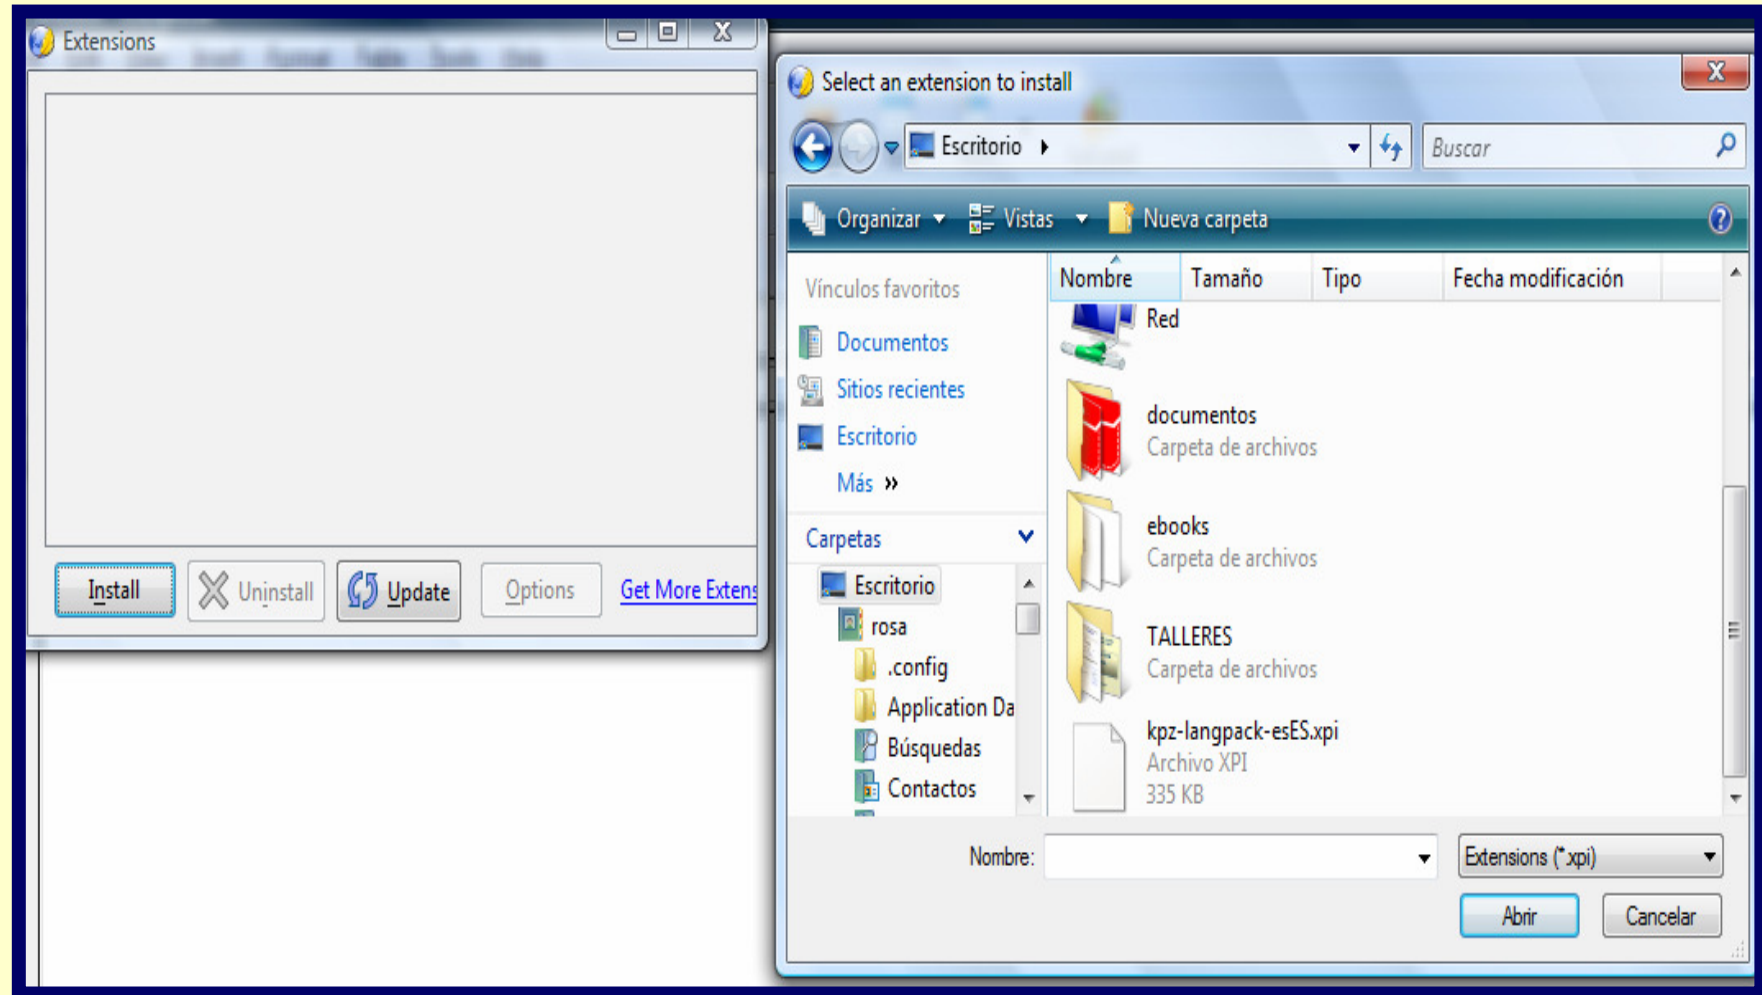 Extensions
Install
Uninstall
Update
Options
Get More Extens
Select an extension to install
Escritorio
Buscar
Organizar
Vistas
Nueva carpeta
Vínculos favoritos
Documentos
Sitios recientes
Escritorio
Más »
Carpetas
Escritorio
rosa
.config
Application Da
Búsquedas
Contactos
Nombre Tamaño Tipo Fecha modificación
Red
documentos
Carpeta de archivos
ebooks
Carpeta de archivos
TALLERES
Carpeta de archivos
kpz-langpack-esES.xpi
Archivo XPI
335 KB
Nombre:
Extensions (*.xpi)
Abrir
Cancelar